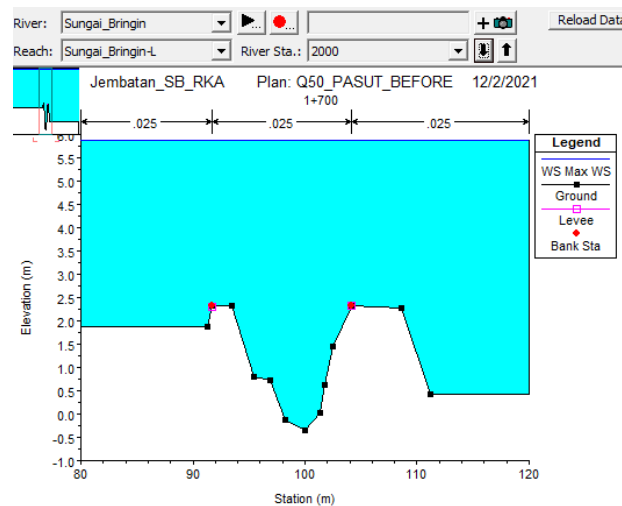 River: Sungai_Bringin ... ... + Reload Data
Reach: Sungai_Bringin-L River Sta.: 2000
Jembatan_SB_RKA Plan: Q50_PASUT_BEFORE 12/2/2021
1+700
.025 .025 .025
Legend
WS Max WS
Ground
Levee
Bank Sta
Elevation (m)
6.0
5.5
5.0
4.5
4.0
3.5
3.0
2.5
2.0
1.5
1.0
0.5
0.0
-0.5
-1.0
80 90 100 110 120
Station (m)